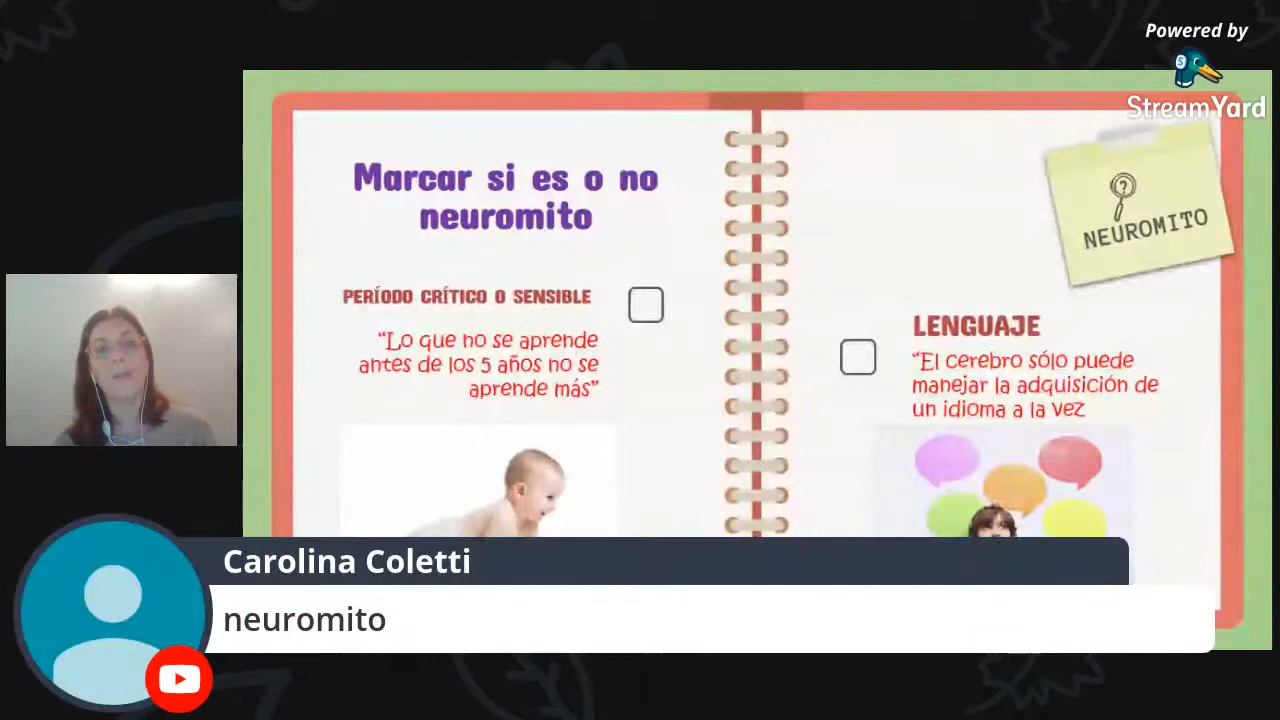 Powered by
StreamYard
Marcar si es o no
neuromito
PERÍODO CRÍTICO O SENSIBLE
“Lo que no se aprende
antes de los 5 años no se
aprende más”
NEUROMITO
LENGUAJE
“El cerebro sólo puede
manejar la adquisición de
un idioma a la vez
Carolina Coletti
neuromito